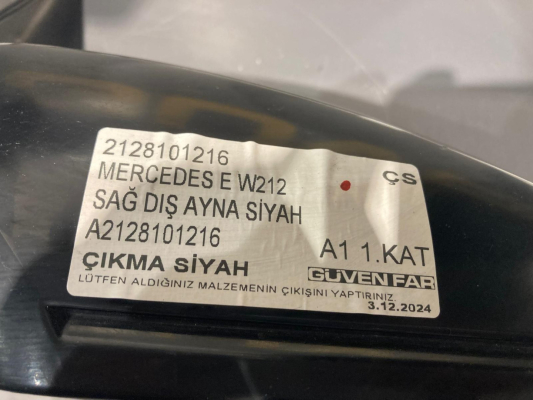 2128101216
MERCEDES E W212 ÇS
SAĞ DIŞ AYNA SİYAH
A2128101216 A1 1.KAT
ÇIKMA SİYAH GÜVEN FAR
LÜTFEN ALDIĞINIZ MALZEMENİN ÇIKIŞINI YAPTIRINIZ.
3.12.2024